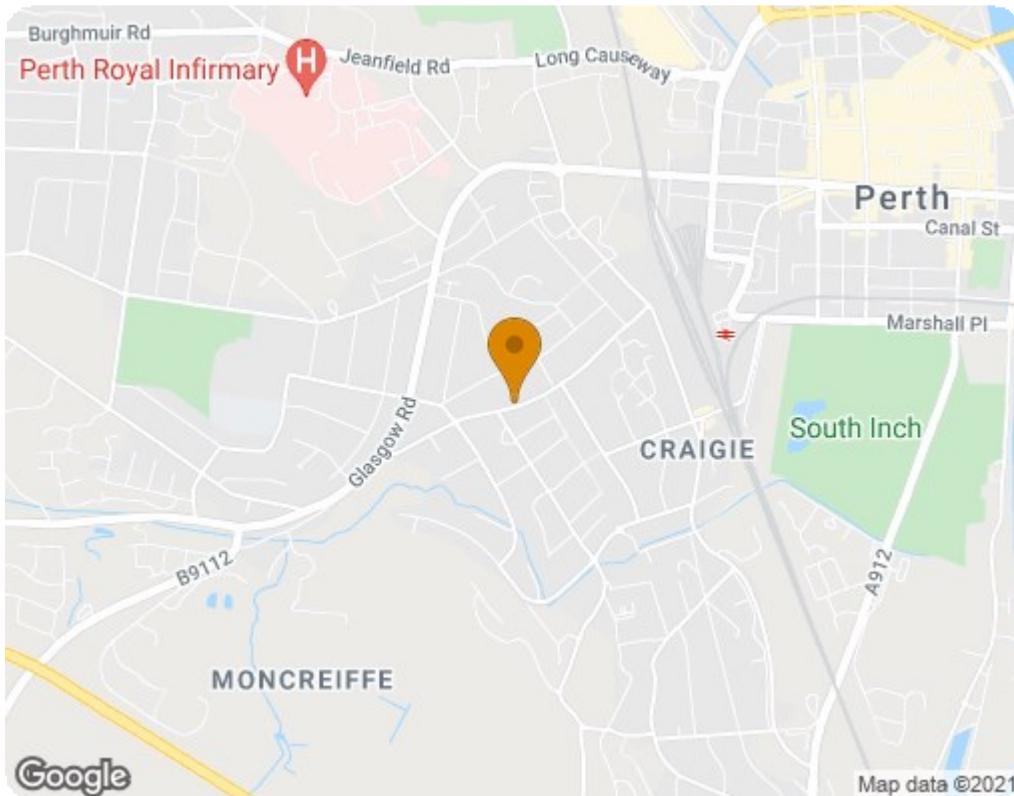 Burghmuir Rd
Perth Royal Infirmary
H
Jeanfield Rd
Long Causeway
Perth
Canal St
Marshall Pl
Glasgow Rd
CRAIGIE
South Inch
B9112
A912
MONCREIFFE
Google
Map data ©2021